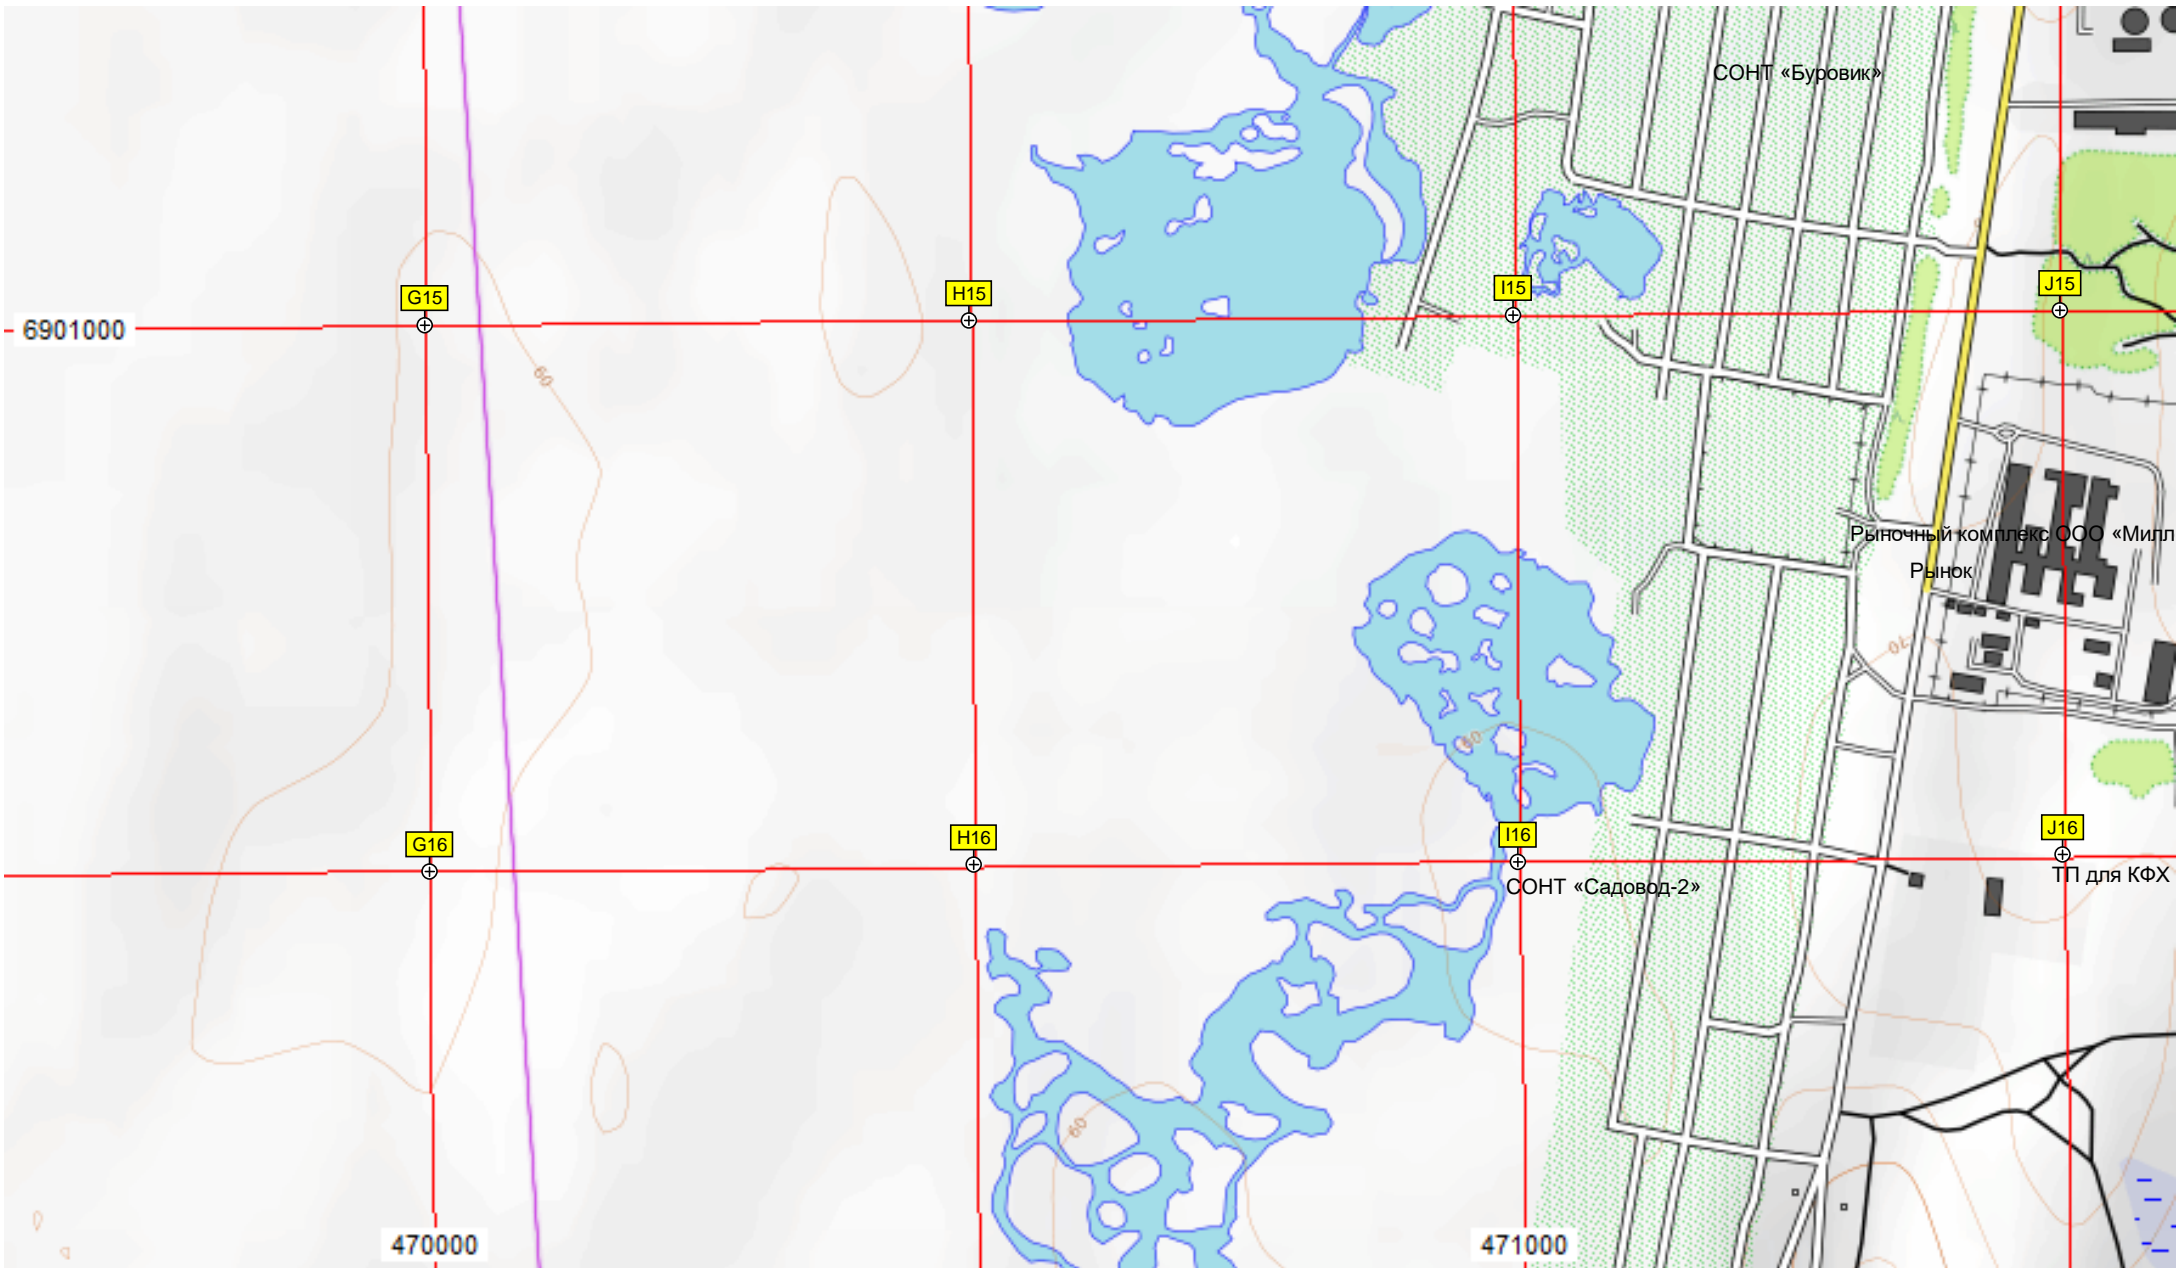 СОНТ «Буровик»
G15
H15
I15
J15
6901000
60
Рыночный комплекс ООО «Милл
Рынок
70
60
G16
H16
I16
J16
ТП для КФХ
СОНТ «Садовод-2»
60
470000
471000